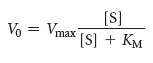 V₀ = Vmax [S] / [S] + KM